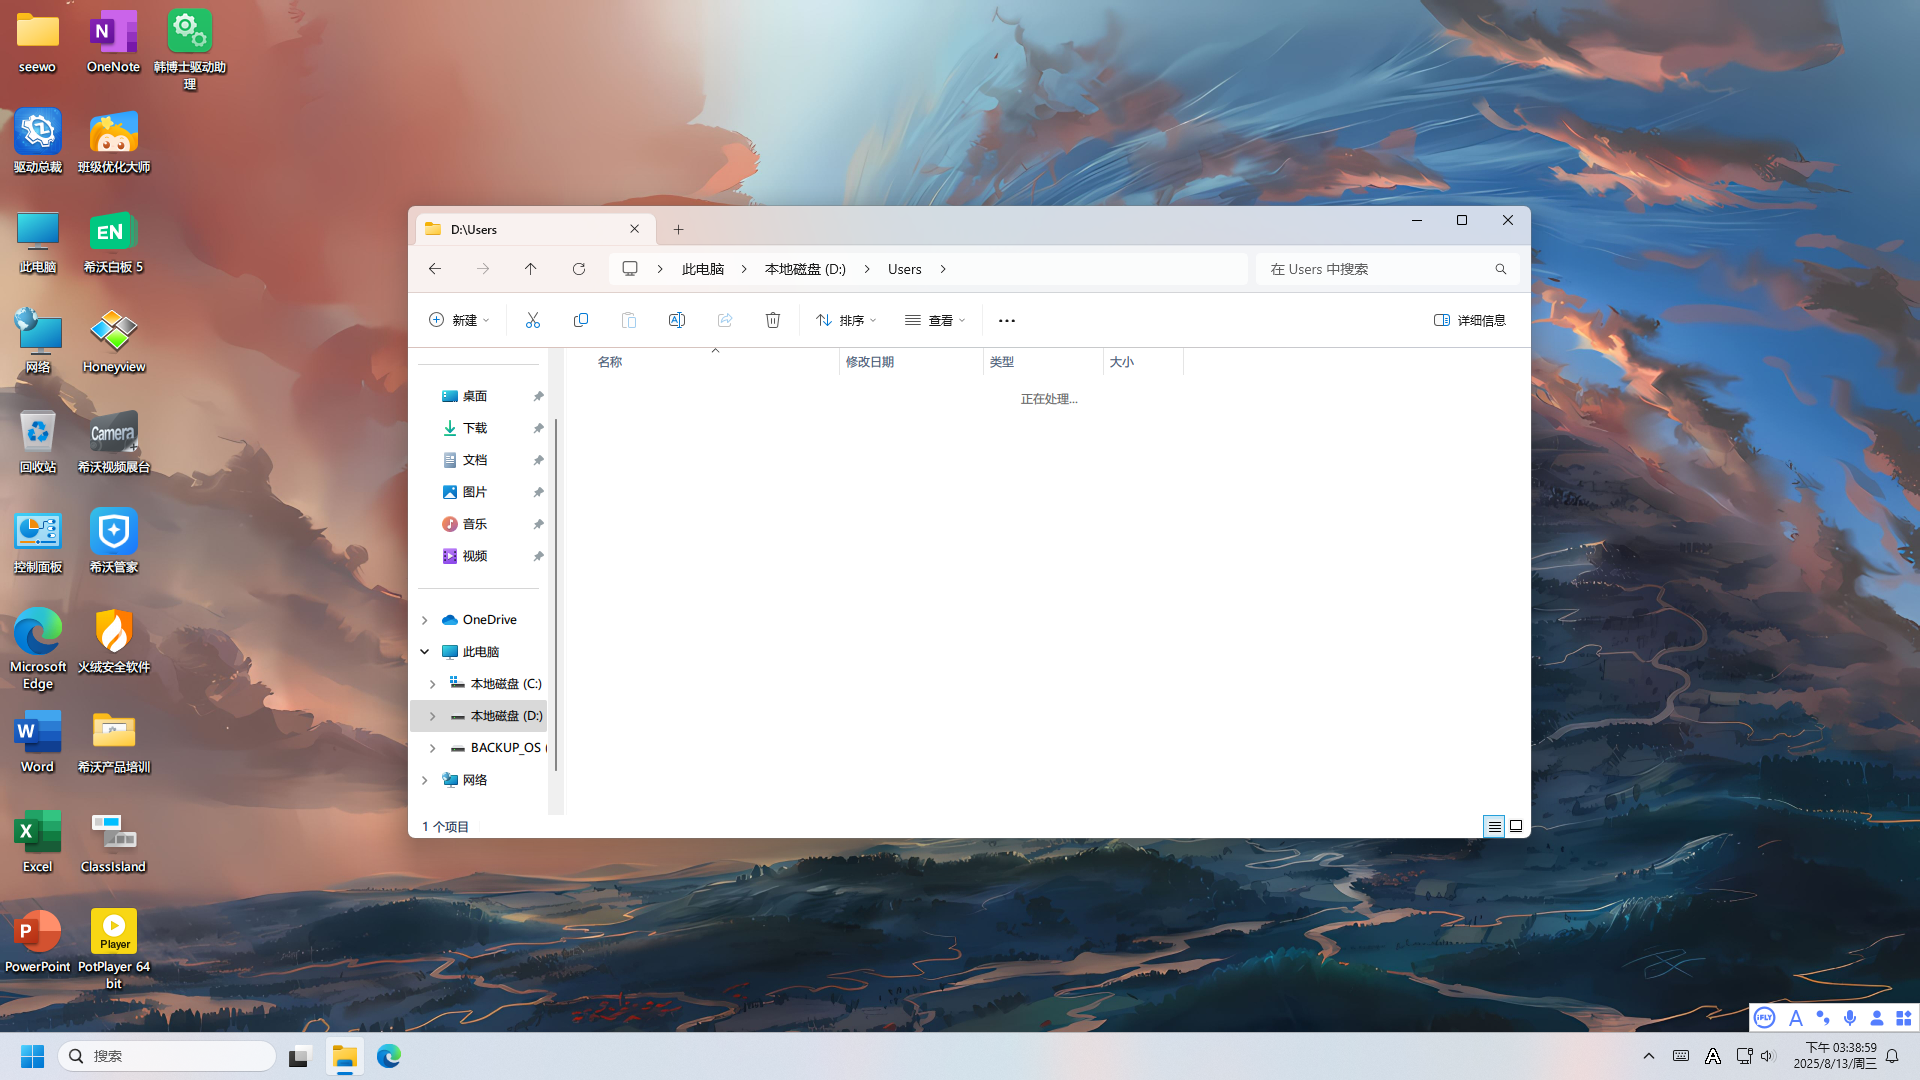 seewo
OneNote
韩博士驱动助
理
驱动总裁
班级优化大师
此电脑
EN
希沃白板 5
网络
Honeyview
回收站
Camera
希沃视频展台
控制面板
希沃管家
Microsoft
Edge
火绒安全软件
Word
希沃产品培训
Excel
ClassIsland
PowerPoint
Player
PotPlayer 64
bit
D:\Users
此电脑
本地磁盘 (D:)
Users
在 Users 中搜索
新建
排序
查看
详细信息
名称
修改日期
类型
大小
正在处理...
桌面
下载
文档
图片
音乐
视频
OneDrive
此电脑
本地磁盘 (C:)
本地磁盘 (D:)
BACKUP_OS (
网络
1 个项目
iFLY
搜索
下午 03:38:59
2025/8/13/周三